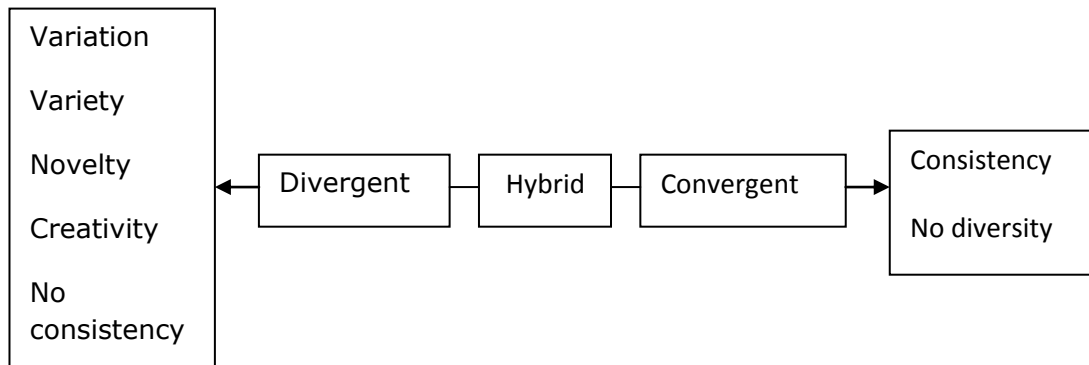 Variation
Variety
Novelty
Creativity
No
consistency
Divergent
Hybrid
Convergent
Consistency
No diversity